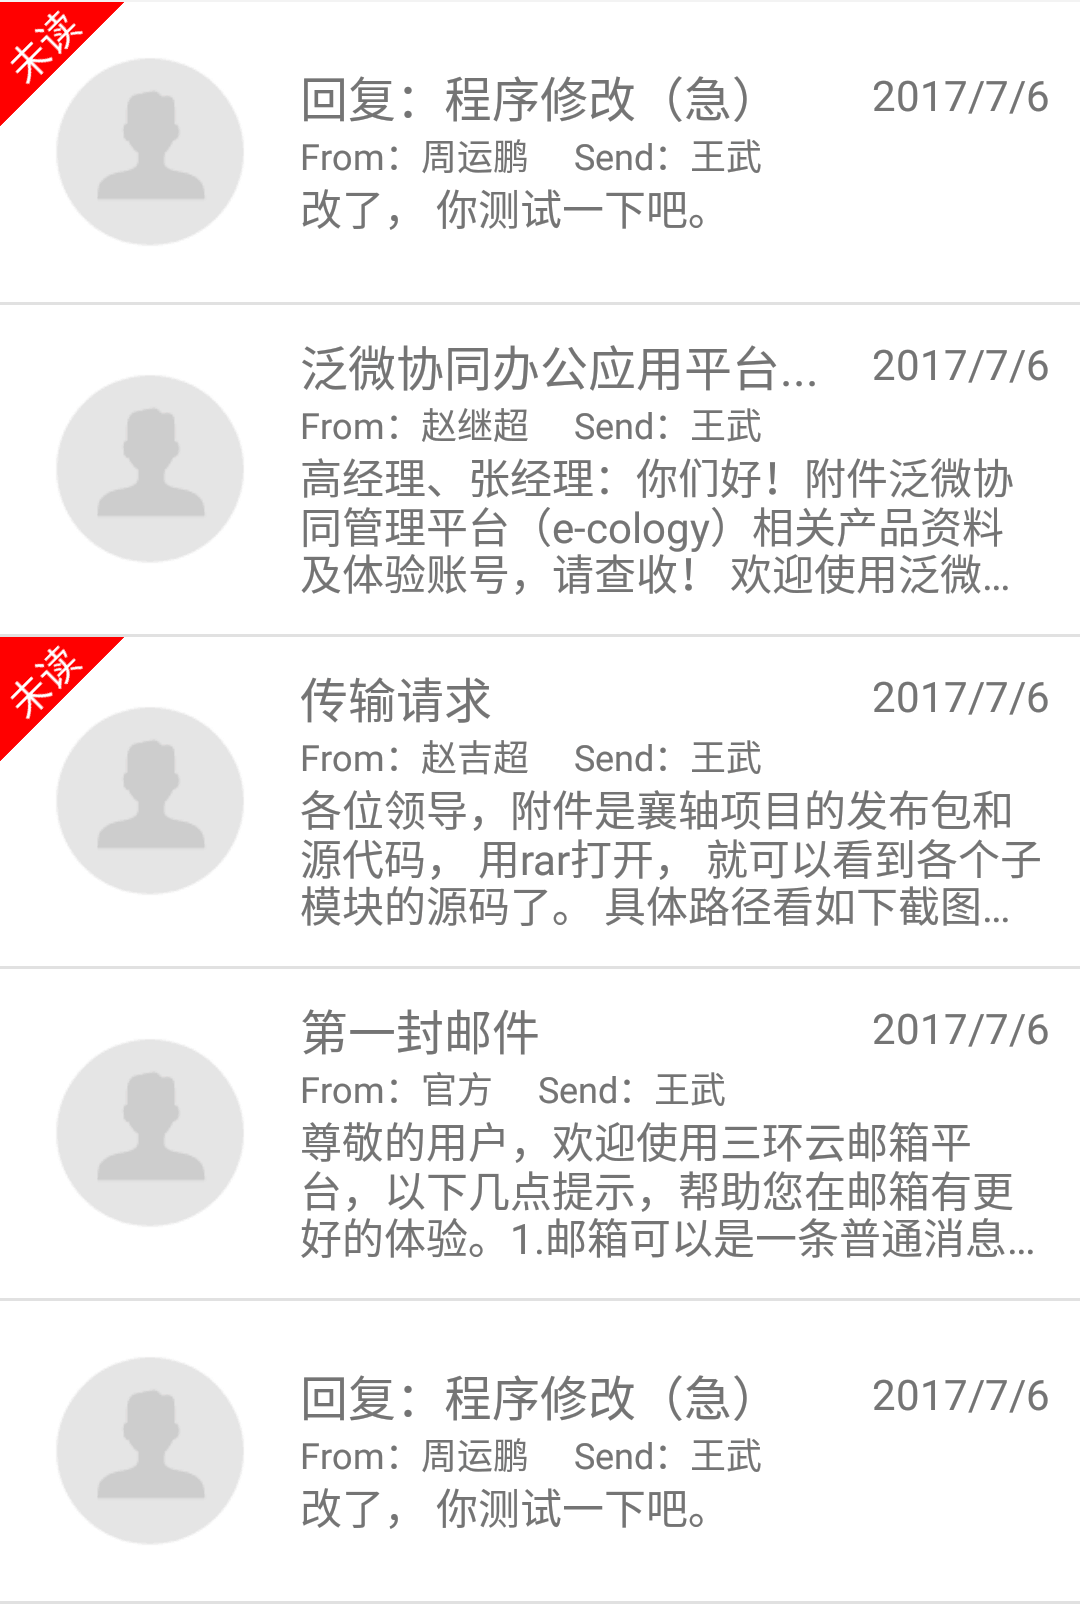 未读
回复：程序修改（急）
2017/7/6
From：周运鹏 Send：王武
改了， 你测试一下吧。
泛微协同办公应用平台...
2017/7/6
From：赵继超 Send：王武
高经理、张经理：你们好！附件泛微协
同管理平台（e-cology）相关产品资料
及体验账号，请查收！ 欢迎使用泛微...
未读
传输请求
2017/7/6
From：赵吉超 Send：王武
各位领导，附件是襄轴项目的发布包和
源代码， 用rar打开， 就可以看到各个子
模块的源码了。 具体路径看如下截图...
第一封邮件
2017/7/6
From：官方 Send：王武
尊敬的用户，欢迎使用三环云邮箱平
台，以下几点提示，帮助您在邮箱有更
好的体验。1.邮箱可以是一条普通消息...
回复：程序修改（急）
2017/7/6
From：周运鹏 Send：王武
改了， 你测试一下吧。